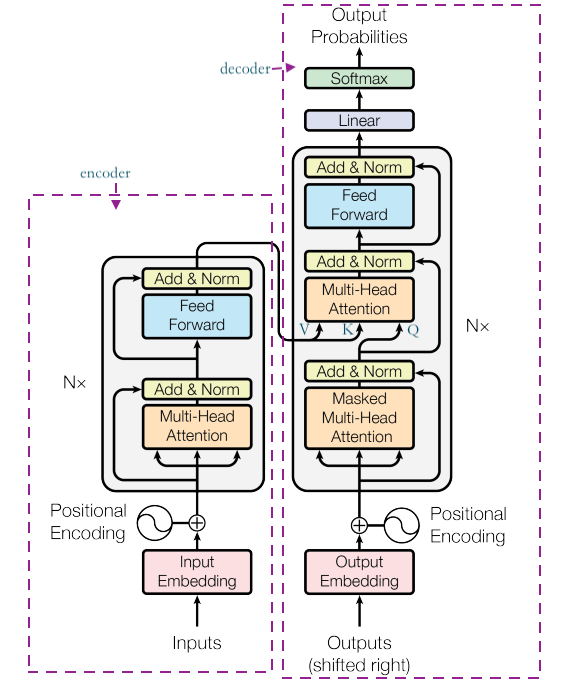 Output
Probabilities
decoder
Softmax
Linear
Add & Norm
Feed
Forward
Add & Norm
Multi-Head
Attention
V
K
Q
Nx
Add & Norm
Masked
Multi-Head
Attention
Positional
Encoding
Output
Embedding
Outputs
(shifted right)
encoder
Add & Norm
Feed
Forward
Nx
Add & Norm
Multi-Head
Attention
Positional
Encoding
Input
Embedding
Inputs